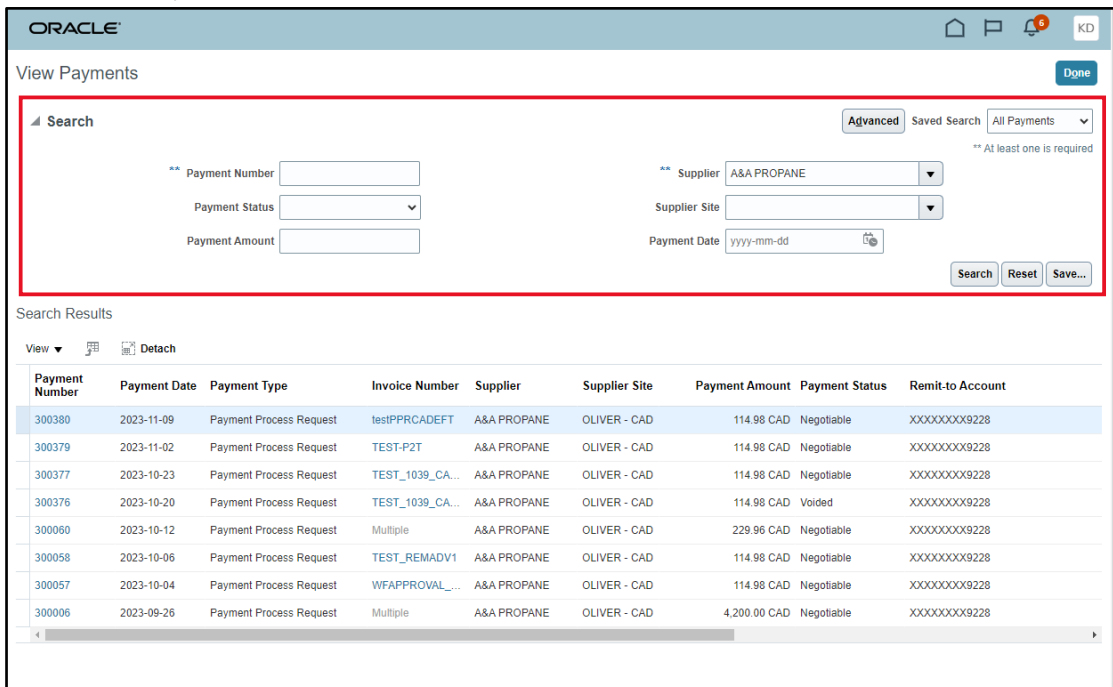 ORACLE
6
KD
View Payments
Done
Search
Advanced Saved Search All Payments
** At least one is required
** Payment Number
** Supplier A&A PROPANE
Payment Status
Supplier Site
Payment Amount
Payment Date yyyy-mm-dd
Search Reset Save...
Search Results
View Detach
Payment Number Payment Date Payment Type Invoice Number Supplier Supplier Site Payment Amount Payment Status Remit-to Account
300380 2023-11-09 Payment Process Request testPPRCADEFT A&A PROPANE OLIVER - CAD 114.98 CAD Negotiable XXXXXXXX9228
300379 2023-11-02 Payment Process Request TEST-P2T A&A PROPANE OLIVER - CAD 114.98 CAD Negotiable XXXXXXXX9228
300377 2023-10-23 Payment Process Request TEST_1039_CA... A&A PROPANE OLIVER - CAD 114.98 CAD Negotiable XXXXXXXX9228
300376 2023-10-20 Payment Process Request TEST_1039_CA... A&A PROPANE OLIVER - CAD 114.98 CAD Voided XXXXXXXX9228
300060 2023-10-12 Payment Process Request Multiple A&A PROPANE OLIVER - CAD 229.96 CAD Negotiable XXXXXXXX9228
300058 2023-10-06 Payment Process Request TEST_REMADV1 A&A PROPANE OLIVER - CAD 114.98 CAD Negotiable XXXXXXXX9228
300057 2023-10-04 Payment Process Request WFAPPROVAL_... A&A PROPANE OLIVER - CAD 114.98 CAD Negotiable XXXXXXXX9228
300006 2023-09-26 Payment Process Request Multiple A&A PROPANE OLIVER - CAD 4,200.00 CAD Negotiable XXXXXXXX9228